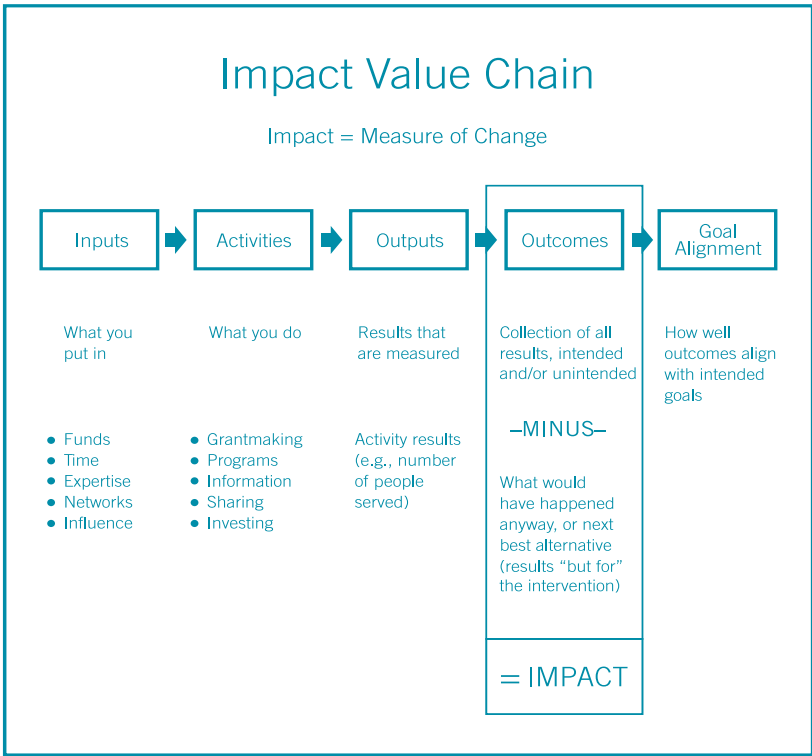 Impact Value Chain
Impact = Measure of Change
Inputs
Activities
Outputs
Outcomes
Goal
Alignment
What you
put in
What you do
Results that
are measured
Collection of all
results, intended
and/or unintended
How well
outcomes align
with intended
goals
–MINUS–
• Funds
• Time
• Expertise
• Networks
• Influence
• Grantmaking
• Programs
• Information
• Sharing
• Investing
Activity results
(e.g., number
of people
served)
What would
have happened
anyway, or next
best alternative
(results “but for”
the intervention)
= IMPACT